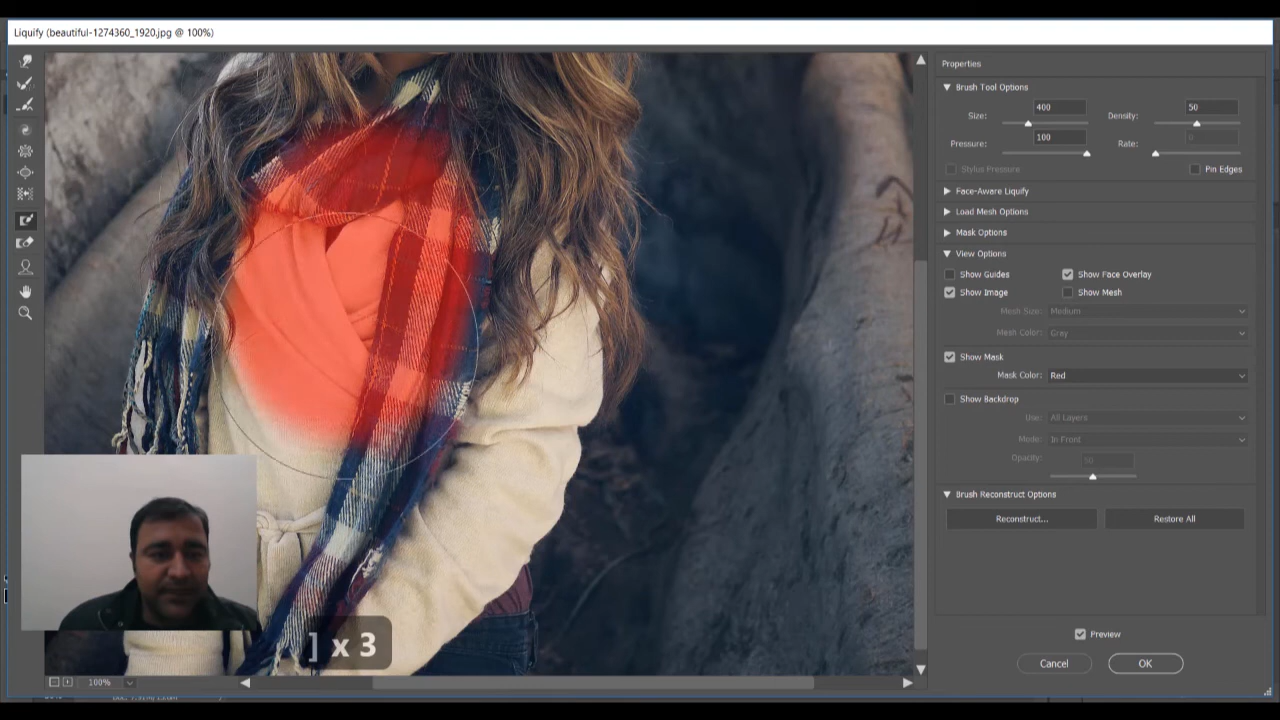 Liquify (beautiful-1274360_1920.jpg @ 100%)
Properties
Brush Tool Options
Size: 400 Density: 50
Pressure: 100 Rate: 0
Stylus Pressure Pin Edges
Face-Aware Liquify
Load Mesh Options
Mask Options
View Options
Show Guides Show Face Overlay
Show Image Show Mesh
Mesh Size: Medium
Mesh Color: Gray
Show Mask
Mask Color: Red
Show Backdrop
Use: All Layers
Mode: In Front
Opacity: 50
Brush Reconstruct Options
Reconstruct... Restore All
] x 3
Preview
Cancel OK
100%